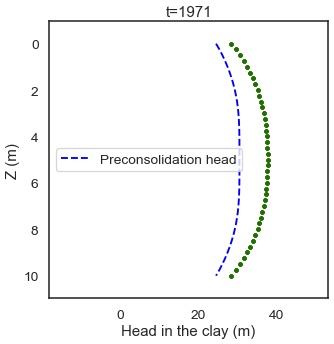 t=1971
0
2
4
6
8
10
Z (m)
Preconsolidation head
0
20
40
Head in the clay (m)